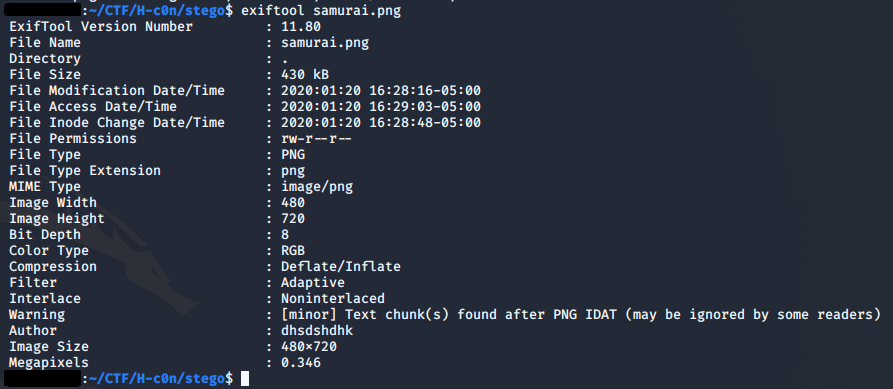 :~/CTF/H-c0n/stego$ exiftool samurai.png
ExifTool Version Number : 11.80
File Name : samurai.png
Directory : .
File Size : 430 kB
File Modification Date/Time : 2020:01:20 16:28:16-05:00
File Access Date/Time : 2020:01:20 16:29:03-05:00
File Inode Change Date/Time : 2020:01:20 16:28:48-05:00
File Permissions : rw-r--r--
File Type : PNG
File Type Extension : png
MIME Type : image/png
Image Width : 480
Image Height : 720
Bit Depth : 8
Color Type : RGB
Compression : Deflate/Inflate
Filter : Adaptive
Interlace : Noninterlaced
Warning : [minor] Text chunk(s) found after PNG IDAT (may be ignored by some readers)
Author : dhsdshdhk
Image Size : 480×720
Megapixels : 0.346
:~/CTF/H-c0n/stego$